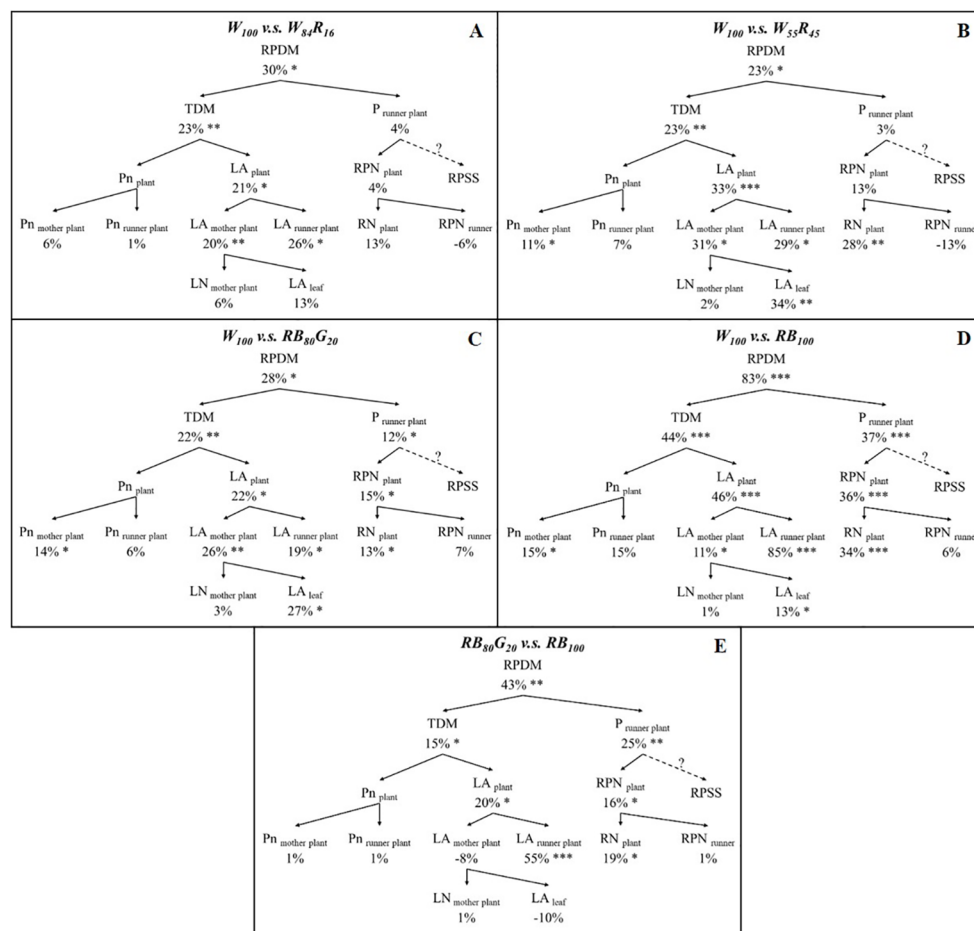 W100 v.s. W84R16 A
RPDM
30% *
TDM P runner plant
23% ** 4%
?
Pn plant LA plant RPN plant RPSS
21% * 4%
Pn mother plant Pn runner plant LA mother plant LA runner plant RN plant RPN runner
6% 1% 20% ** 26% * 13% -6%
LN mother plant LA leaf
6% 13%
W100 v.s. W55R45 B
RPDM
23% *
TDM P runner plant
23% ** 3%
?
Pn plant LA plant RPN plant RPSS
33% *** 13%
Pn mother plant Pn runner plant LA mother plant LA runner plant RN plant RPN runner
11% * 7% 31% * 29% * 28% ** -13%
LN mother plant LA leaf
2% 34% **
W100 v.s. RB80G20 C
RPDM
28% *
TDM P runner plant
22% ** 12% *
?
Pn plant LA plant RPN plant RPSS
22% * 15% *
Pn mother plant Pn runner plant LA mother plant LA runner plant RN plant RPN runner
14% * 6% 26% ** 19% * 13% * 7%
LN mother plant LA leaf
3% 27% *
W100 v.s. RB100 D
RPDM
83% ***
TDM P runner plant
44% *** 37% ***
?
Pn plant LA plant RPN plant RPSS
46% *** 36% ***
Pn mother plant Pn runner plant LA mother plant LA runner plant RN plant RPN runner
15% * 15% 11% * 85% *** 34% *** 6%
LN mother plant LA leaf
1% 13% *
RB80G20 v.s. RB100 E
RPDM
43% **
TDM P runner plant
15% * 25% **
?
Pn plant LA plant RPN plant RPSS
20% * 16% *
Pn mother plant Pn runner plant LA mother plant LA runner plant RN plant RPN runner
1% 1% -8% 55% *** 19% * 1%
LN mother plant LA leaf
1% -10%